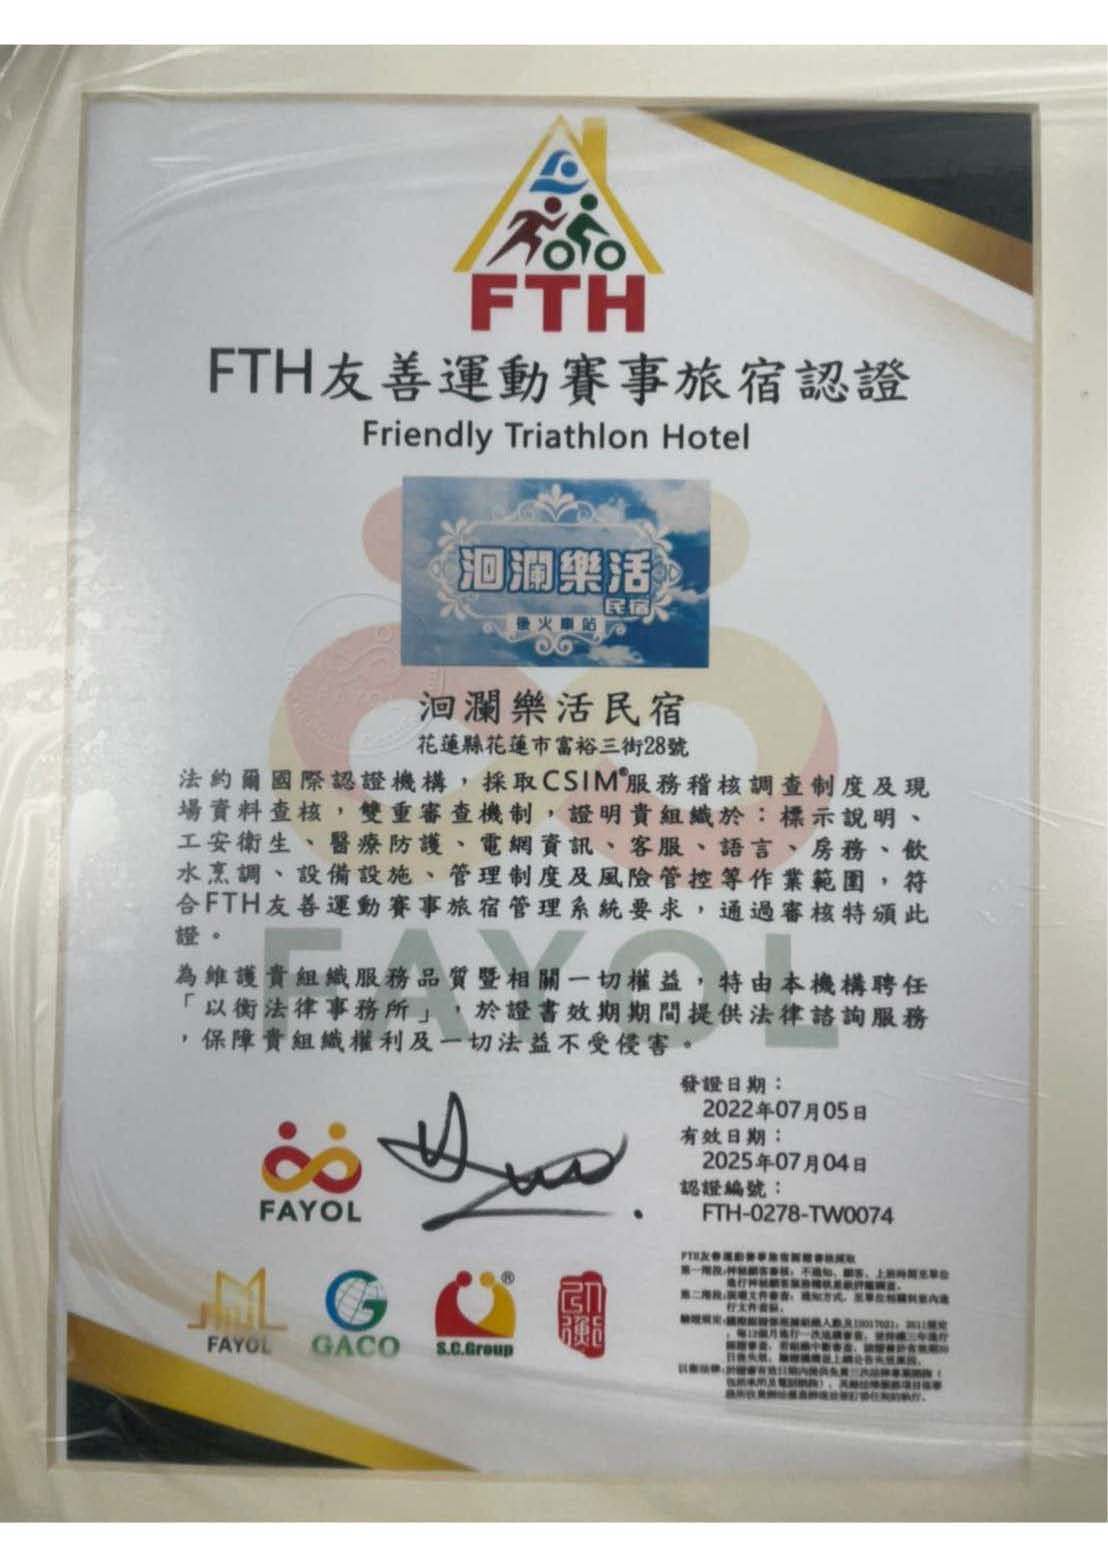 FTH
FTH友善運動賽事旅宿認證
Friendly Triathlon Hotel
洄瀾樂活
民宿
後火車站
洄瀾樂活民宿
花蓮縣花蓮市富裕三街28號
法約爾國際認證機構，採取CSIM®服務稽核調查制度及現
場資料查核，雙重審查機制，證明貴組織於：標示說明、
工安衛生、醫療防護、電網資訊、客服、語言、房務、飲
水烹調、設備設施、管理制度及風險管控等作業範圍，符
合FTH友善運動賽事旅宿管理系統要求，通過審核特頒此
證。
為維護貴組織服務品質暨相關一切權益，特由本機構聘任
「以衡法律事務所」，於證書效期期間提供法律諮詢服務
，保障貴組織權利及一切法益不受侵害。
FAYOL
發證日期：
2022年07月05日
有效日期：
2025年07月04日
認證編號：
FTH-0278-TW0074
FAYOL
FAYOL
GACO
S.C.Group
®